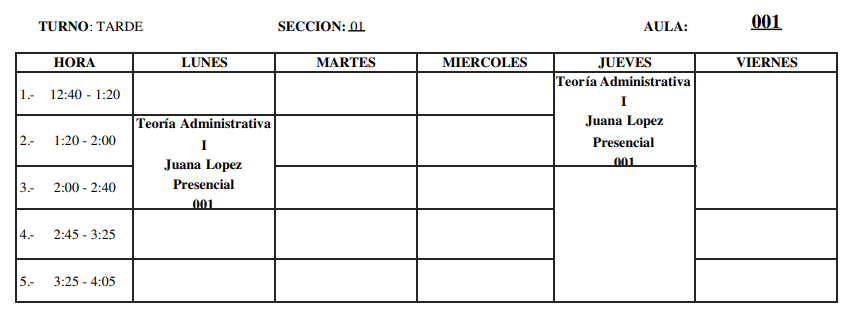 TURNO: TARDE SECCION: 01 AULA: 001
HORA LUNES MARTES MIERCOLES JUEVES VIERNES
1.- 12:40 - 1:20
Teoría Administrativa
I
Juana Lopez
Presencial
001
2.- 1:20 - 2:00
Teoría Administrativa
I
Juana Lopez
Presencial
001
3.- 2:00 - 2:40
4.- 2:45 - 3:25
5.- 3:25 - 4:05